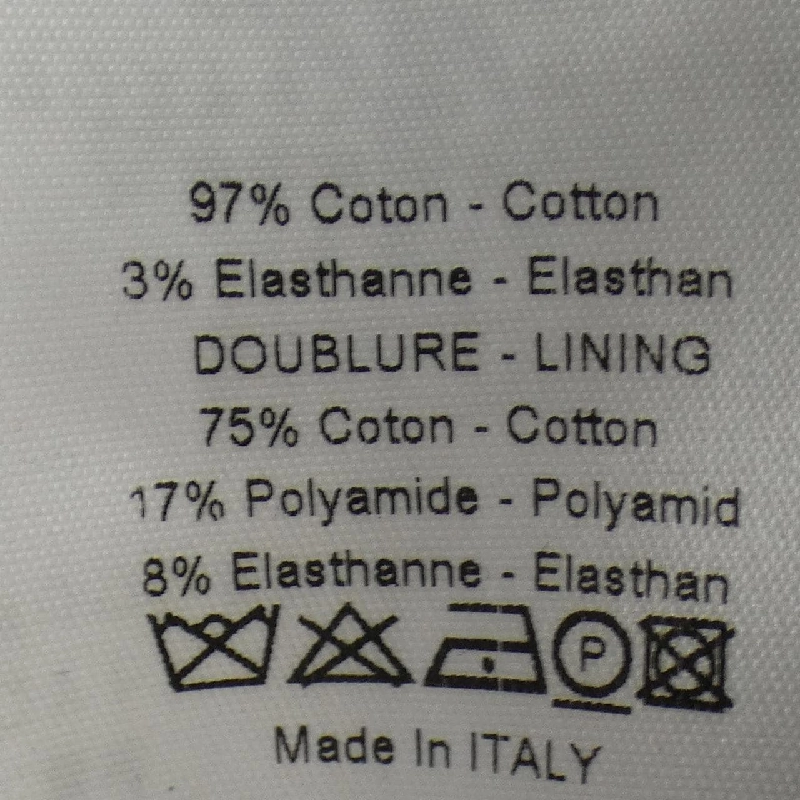 97% Coton - Cotton
3% Elasthanne - Elasthan
DOUBLURE - LINING
75% Coton - Cotton
17% Polyamide - Polyamid
8% Elasthanne - Elasthan
P
Made In ITALY